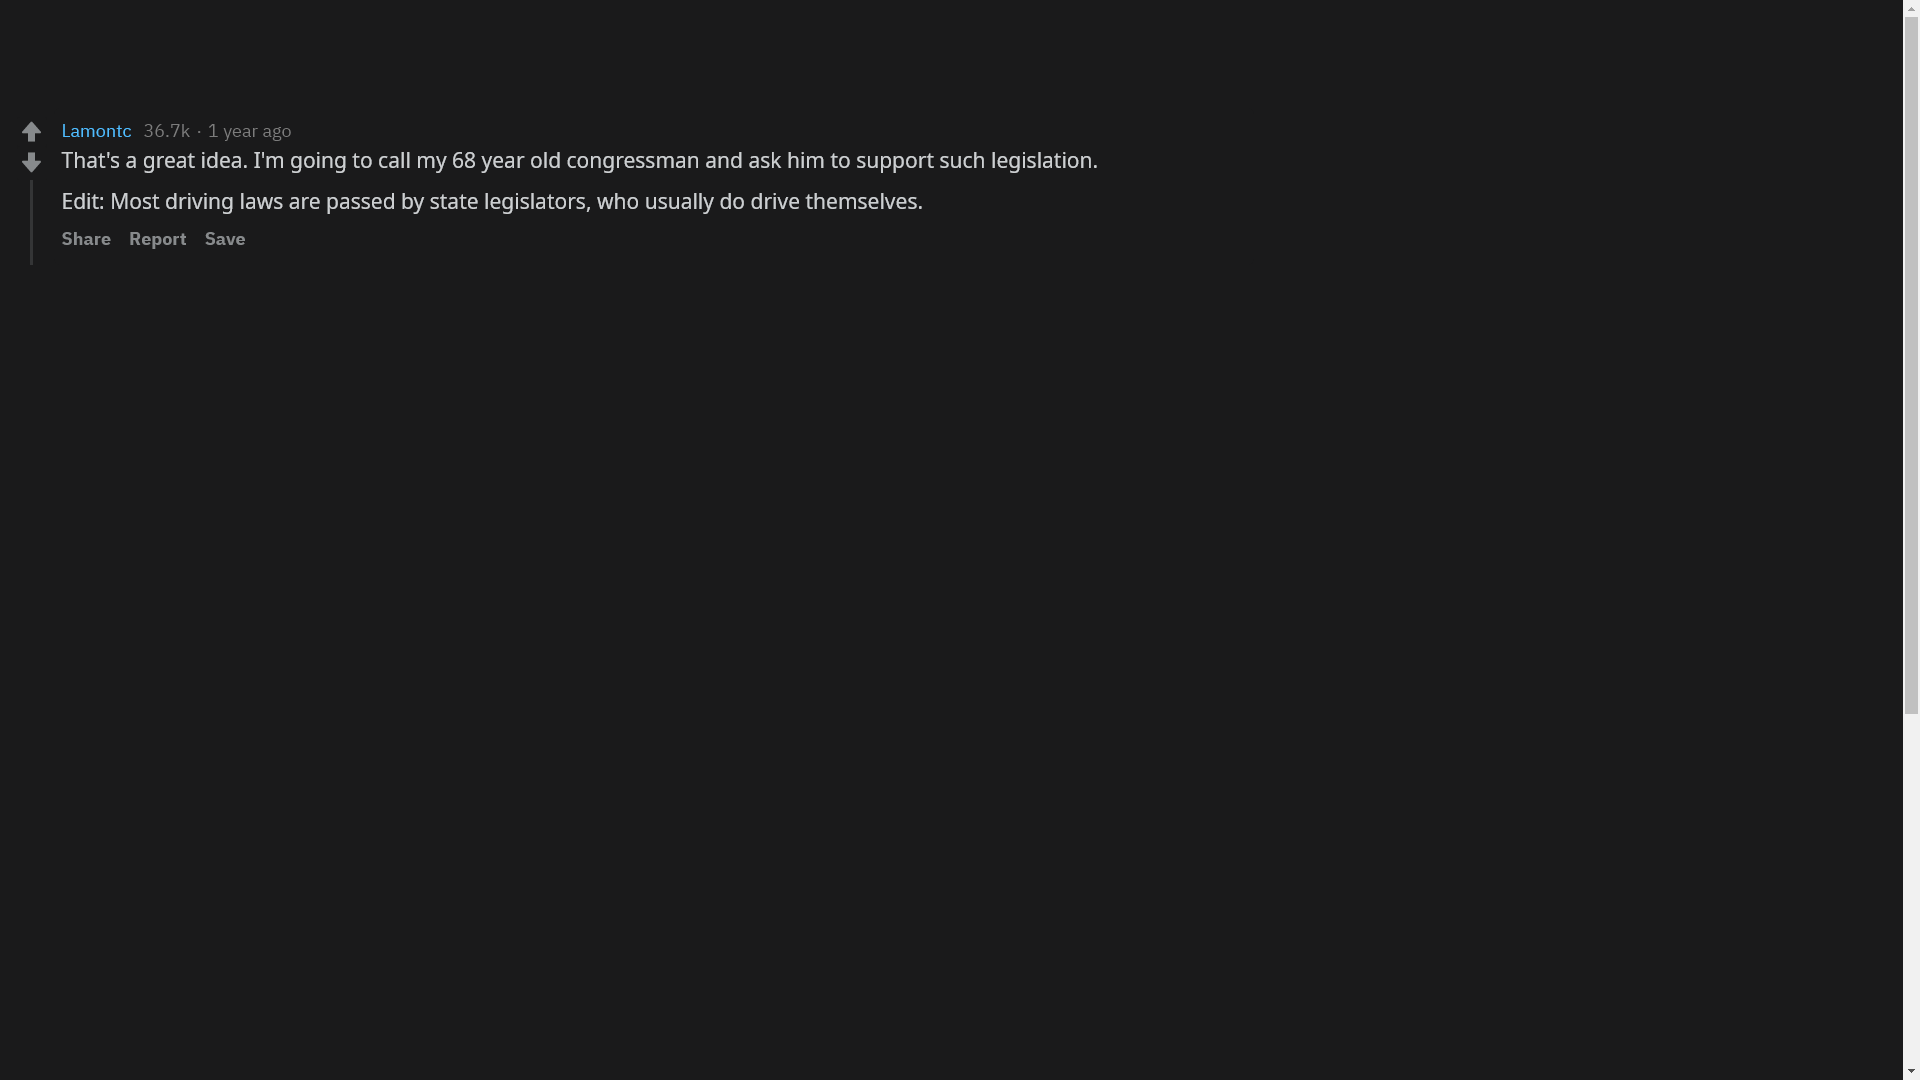 Lamontc 36.7k · 1 year ago
That's a great idea. I'm going to call my 68 year old congressman and ask him to support such legislation.
Edit: Most driving laws are passed by state legislators, who usually do drive themselves.
Share Report Save